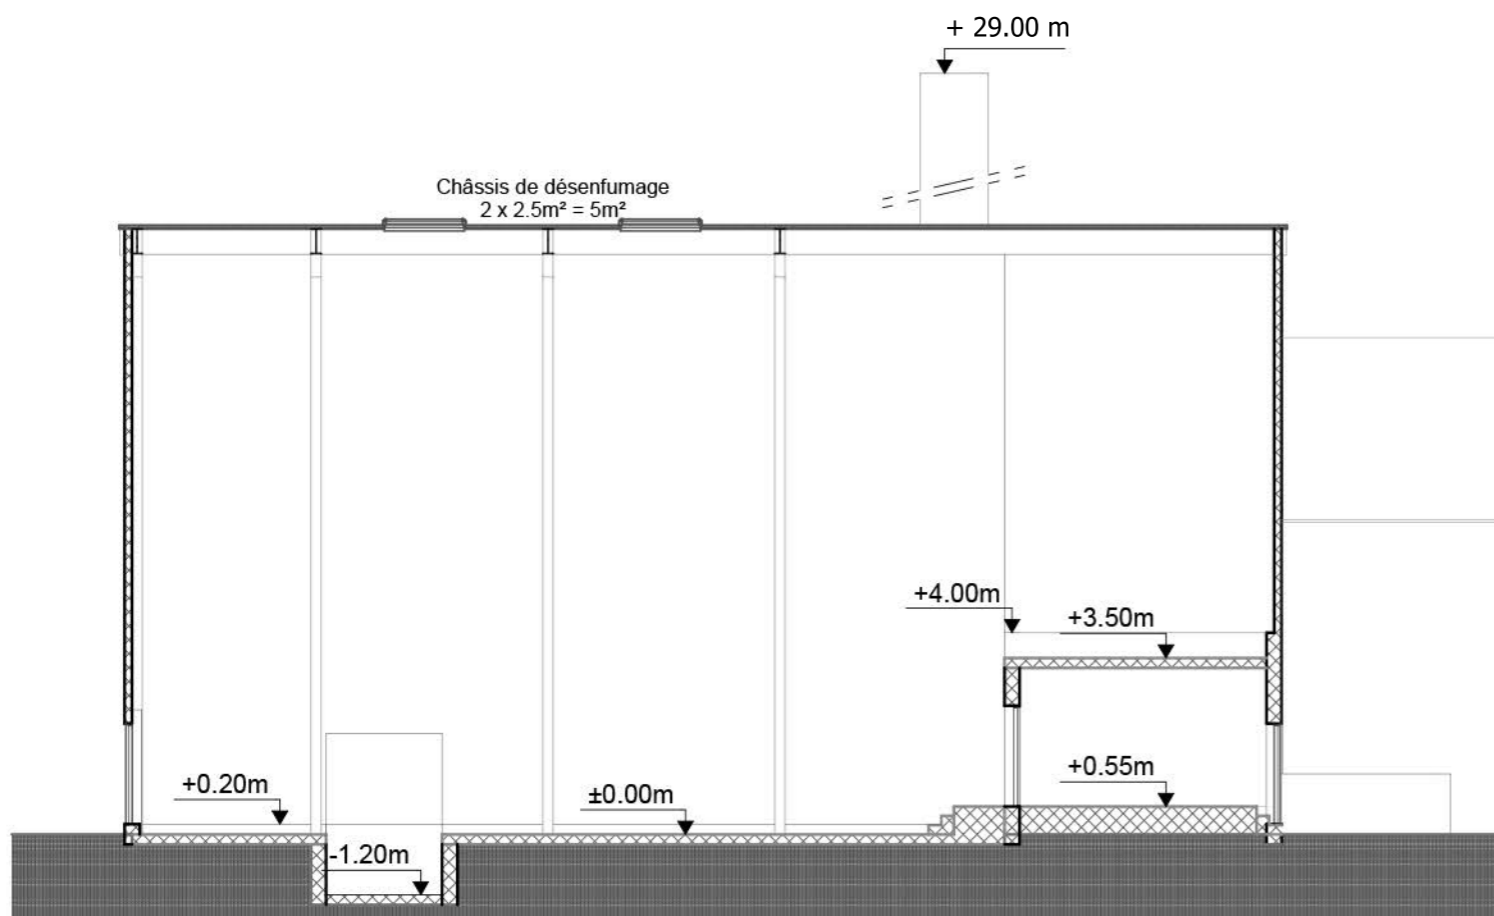 + 29.00 m
Châssis de désenfumage
2 x 2.5m² = 5m²
+4.00m
+3.50m
+0.20m
±0.00m
+0.55m
-1.20m